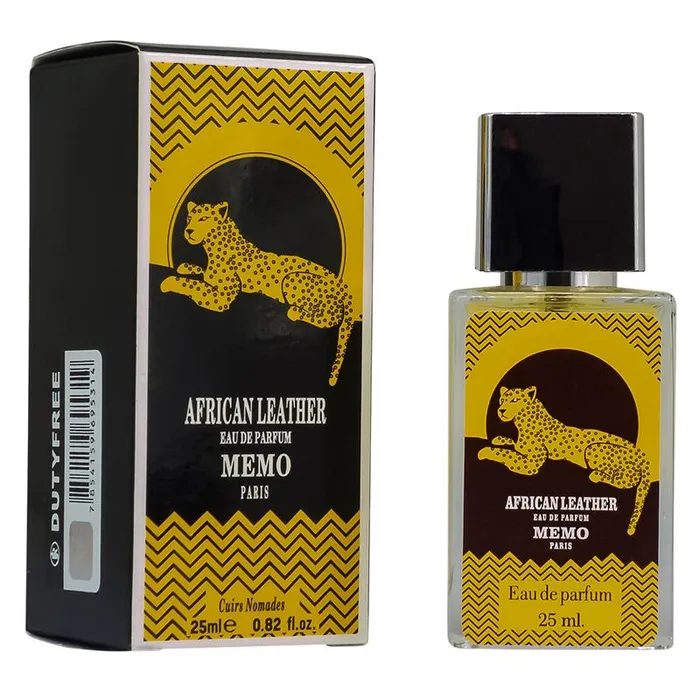 AFRICAN LEATHER
EAU DE PARFUM
MEMO
PARIS
Cuirs Nomades
25ml e 0.82 fl.oz.
DUTYFREE
7854159695314
AFRICAN LEATHER
EAU DE PARFUM
MEMO
PARIS
Eau de parfum
25 ml.